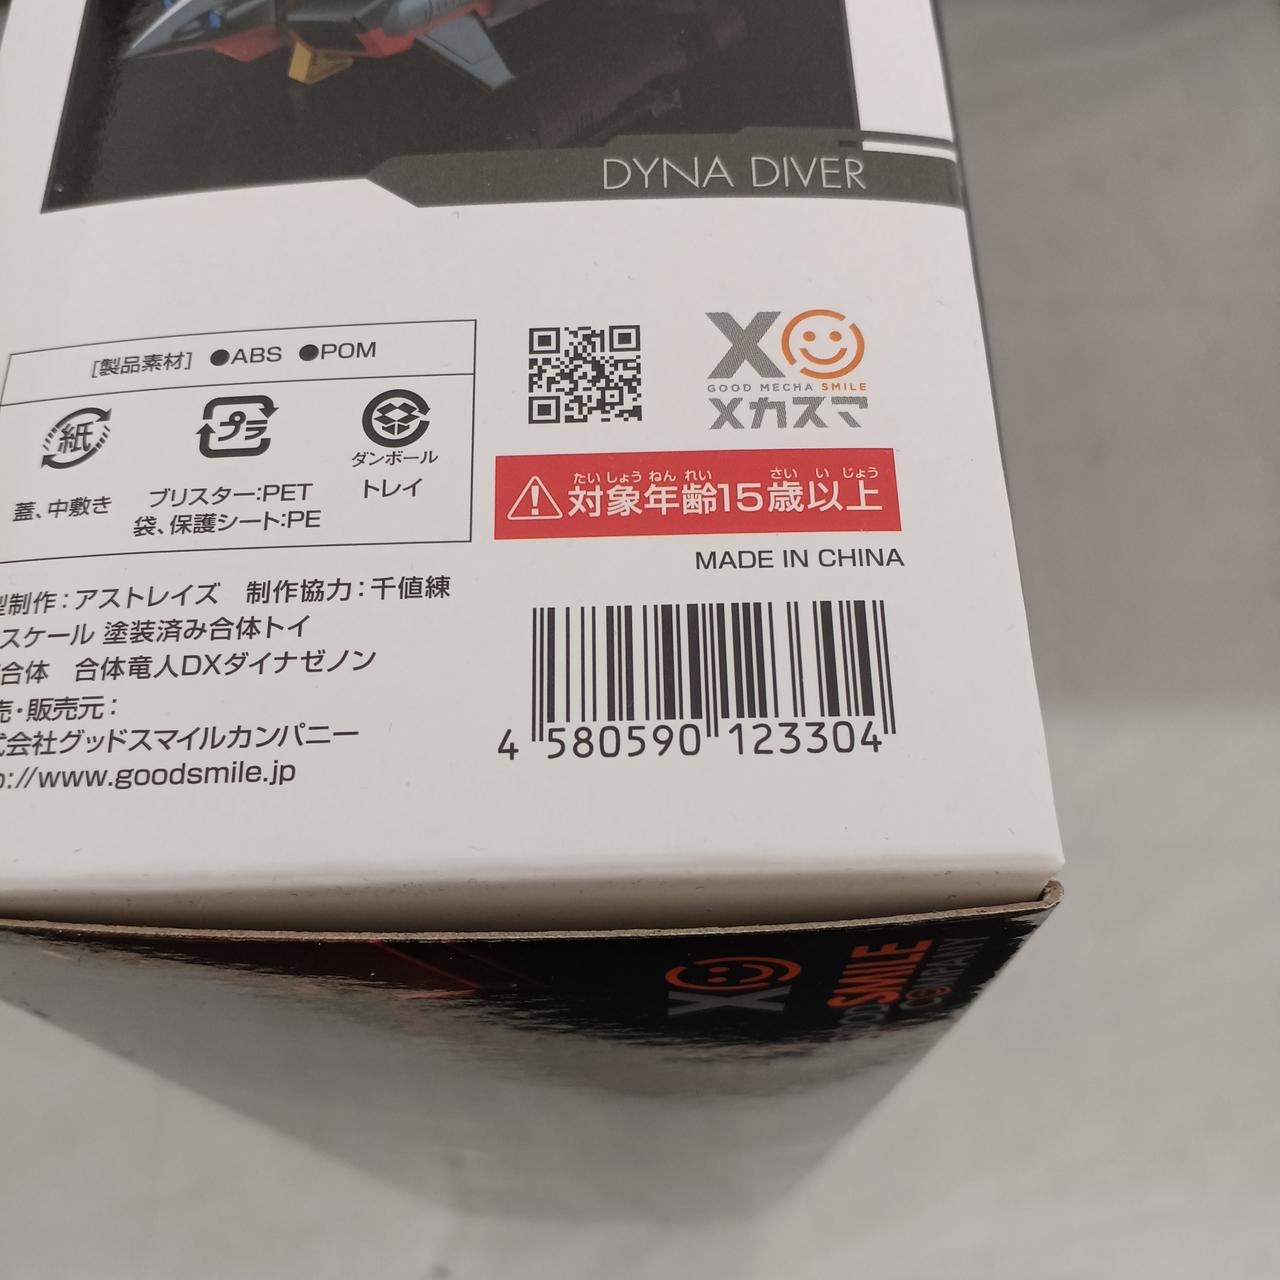 DYNA DIVER
[製品素材] ●ABS ●POM
紙
プラ
ダンボール
蓋、中敷き
ブリスター:PET
袋、保護シート:PE
トレイ
GOOD MECHA SMILE
メカスマ
たいしょうねんれい さい いじょう
対象年齢15歳以上
MADE IN CHINA
制作:アストレイズ 制作協力:千値練
スケール 塗装済み合体トイ
合体 合体竜人DXダイナゼノン
・販売元:
会社グッドスマイルカンパニー
://www.goodsmile.jp
4 580590 123304
SMILE
COMPANY